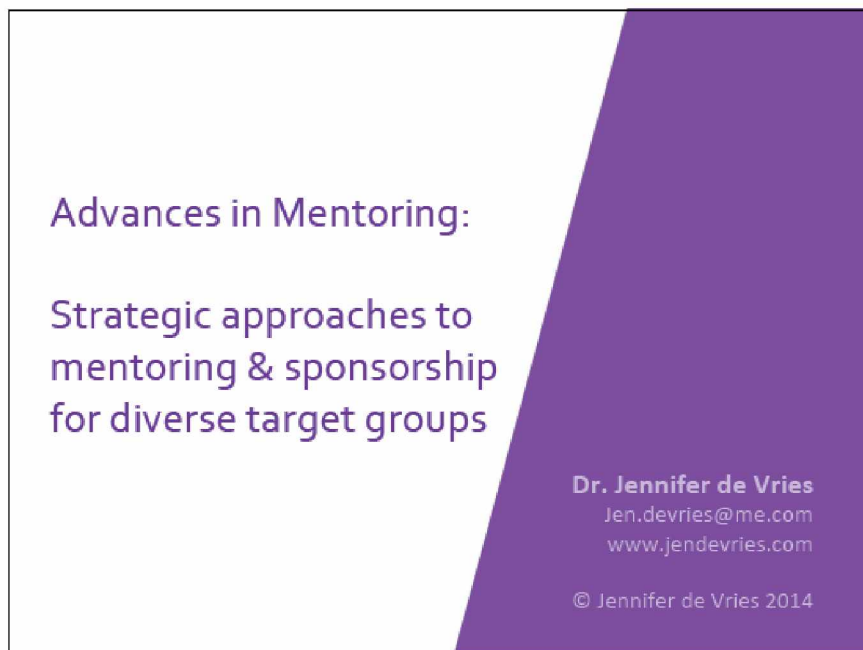 Advances in Mentoring:
Strategic approaches to
mentoring & sponsorship
for diverse target groups
Dr. Jennifer de Vries
Jen.devries@me.com
www.jendevries.com
© Jennifer de Vries 2014